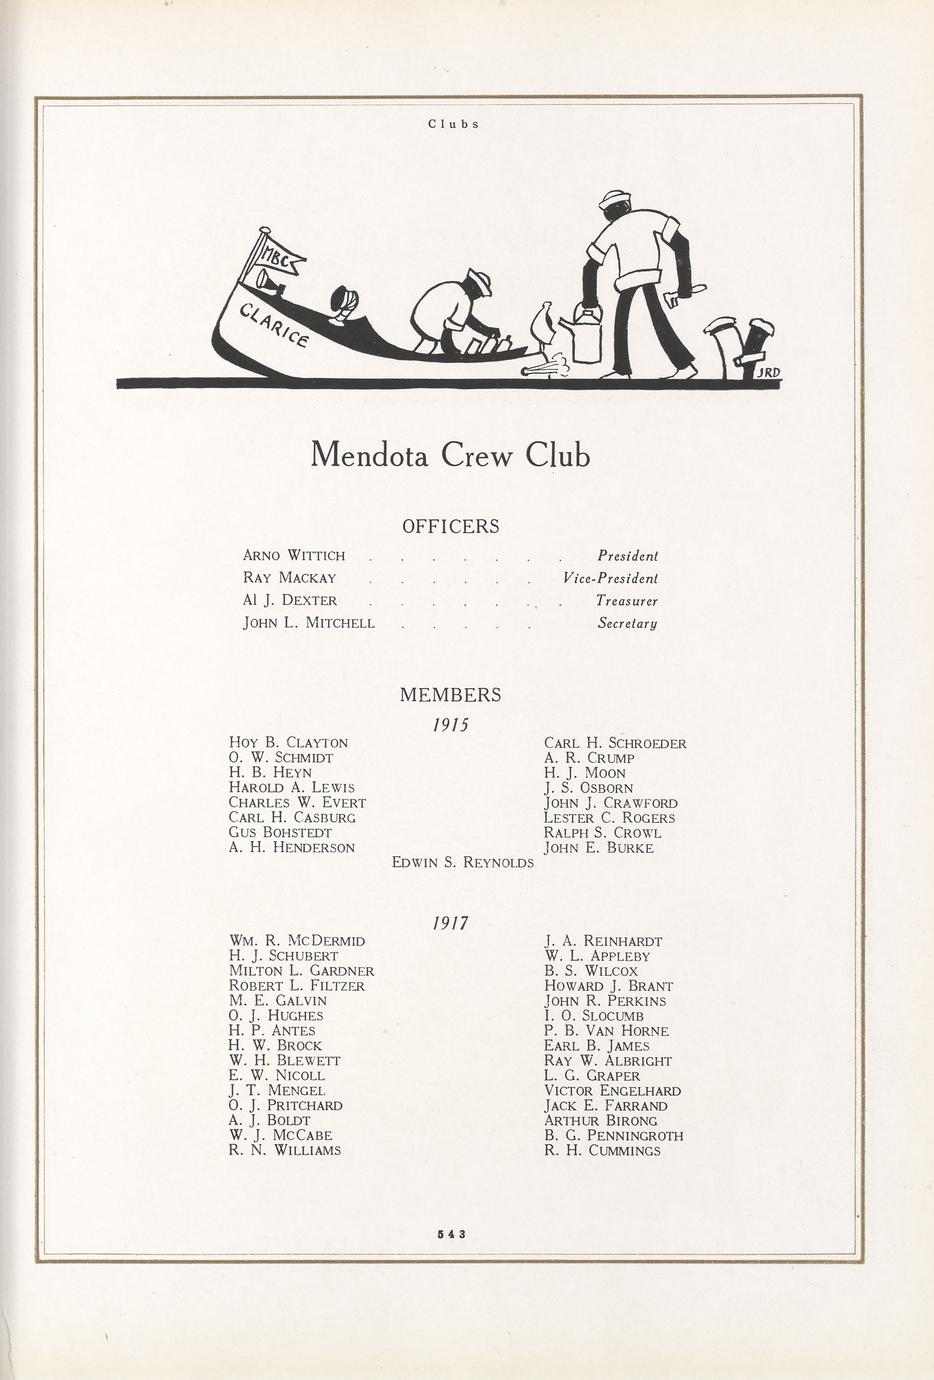 Clubs
MBC
CLARICE
JRD
Mendota Crew Club
OFFICERS
ARNO WITTICH . . . . . . . President
RAY MACKAY . . . . . . Vice-President
Al J. DEXTER . . . . . . . Treasurer
JOHN L. MITCHELL . . . . . Secretary
MEMBERS
1915
HOY B. CLAYTON CARL H. SCHROEDER
O. W. SCHMIDT A. R. CRUMP
H. B. HEYN H. J. MOON
HAROLD A. LEWIS J. S. OSBORN
CHARLES W. EVERT JOHN J. CRAWFORD
CARL H. CASBURG LESTER C. ROGERS
GUS BOHSTEDT RALPH S. CROWL
A. H. HENDERSON JOHN E. BURKE
EDWIN S. REYNOLDS
1917
WM. R. MCDERMID J. A. REINHARDT
H. J. SCHUBERT W. L. APPLEBY
MILTON L. GARDNER B. S. WILCOX
ROBERT L. FILTZER HOWARD J. BRANT
M. E. GALVIN JOHN R. PERKINS
O. J. HUGHES I. O. SLOCUMB
H. P. ANTES P. B. VAN HORNE
H. W. BROCK EARL B. JAMES
W. H. BLEWETT RAY W. ALBRIGHT
E. W. NICOLL L. G. GRAPER
J. T. MENGEL VICTOR ENGELHARD
O. J. PRITCHARD JACK E. FARRAND
A. J. BOLDT ARTHUR BIRONG
W. J. MCCABE B. G. PENNINGROTH
R. N. WILLIAMS R. H. CUMMINGS
543